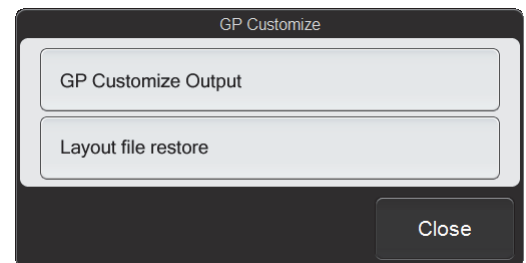 GP Customize
GP Customize Output
Layout file restore
Close